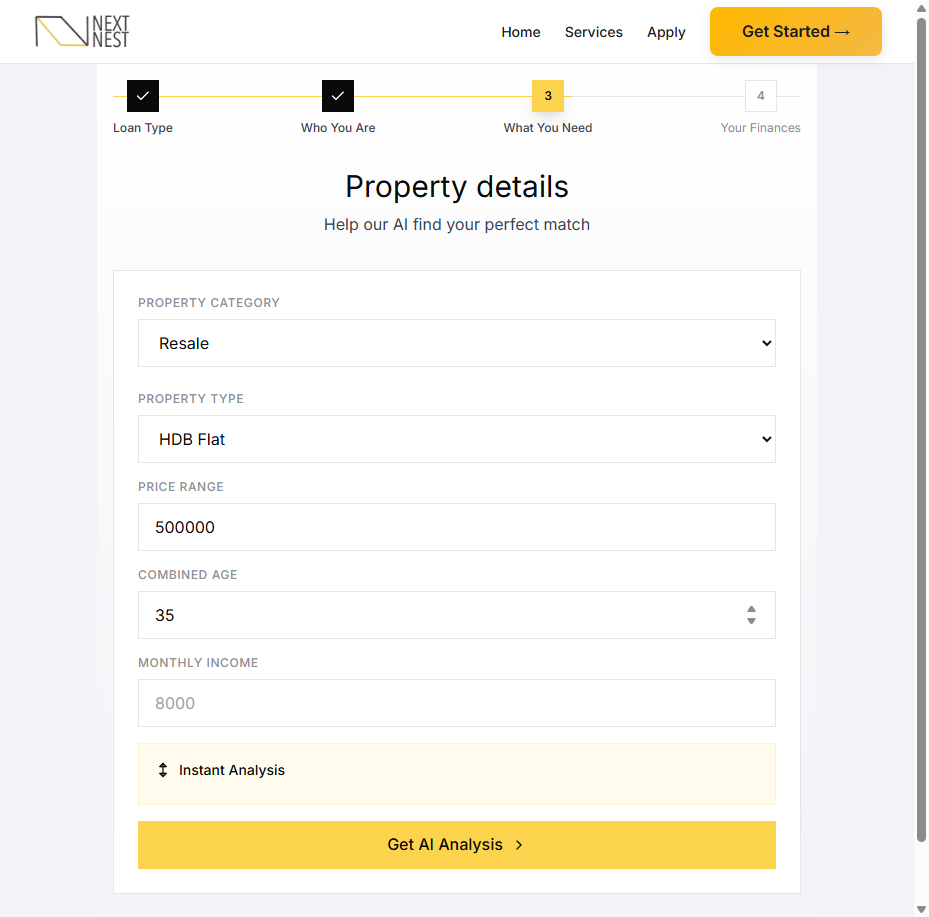 NEXT
NEST
Home
Services
Apply
Get Started →
3
4
Loan Type
Who You Are
What You Need
Your Finances
Property details
Help our AI find your perfect match
PROPERTY CATEGORY
Resale
PROPERTY TYPE
HDB Flat
PRICE RANGE
500000
COMBINED AGE
35
MONTHLY INCOME
8000
Instant Analysis
Get AI Analysis